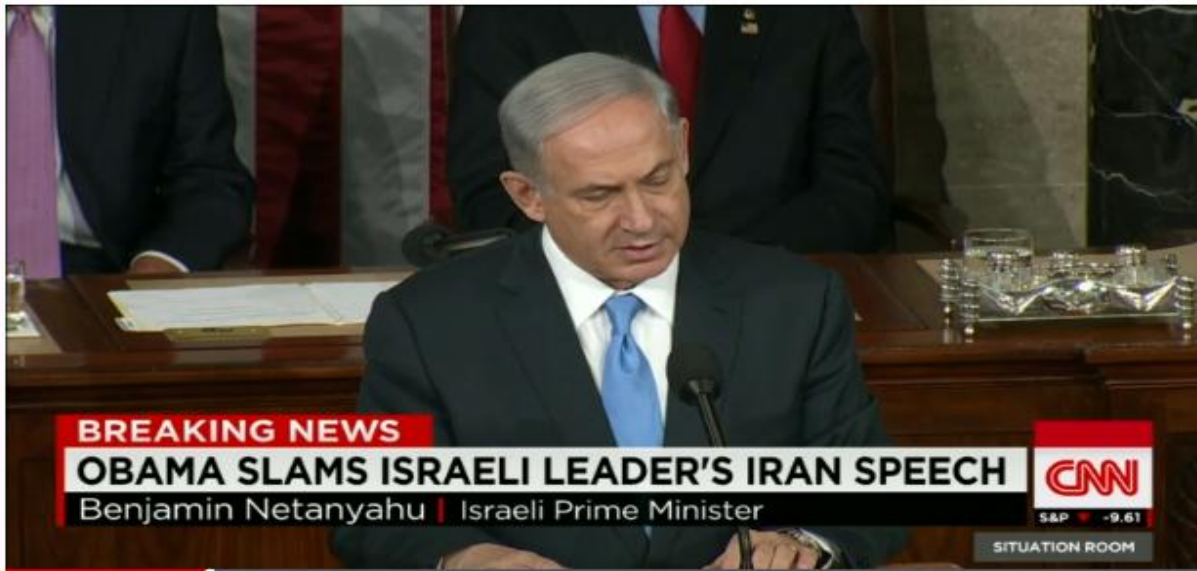 BREAKING NEWS
OBAMA SLAMS ISRAELI LEADER'S IRAN SPEECH
Benjamin Netanyahu | Israeli Prime Minister
CNN
S&P ▼ -9.61
SITUATION ROOM